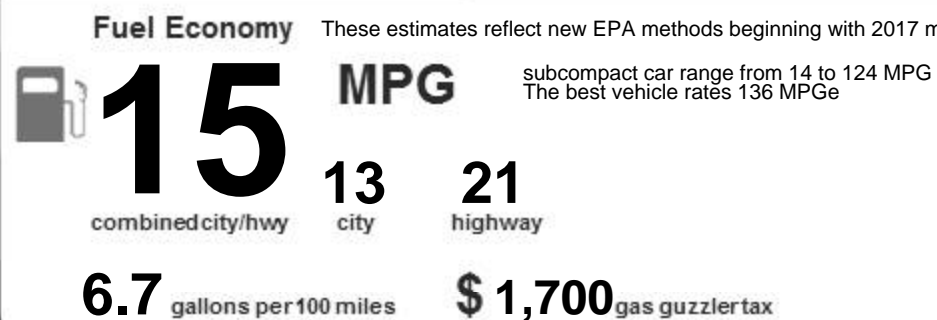 Fuel Economy These estimates reflect new EPA methods beginning with 2017
15 MPG subcompact car range from 14 to 124 MPG
The best vehicle rates 136 MPGe
13 21
combined city/hwy city highway
6.7 gallons per 100 miles $ 1,700 gas guzzler tax